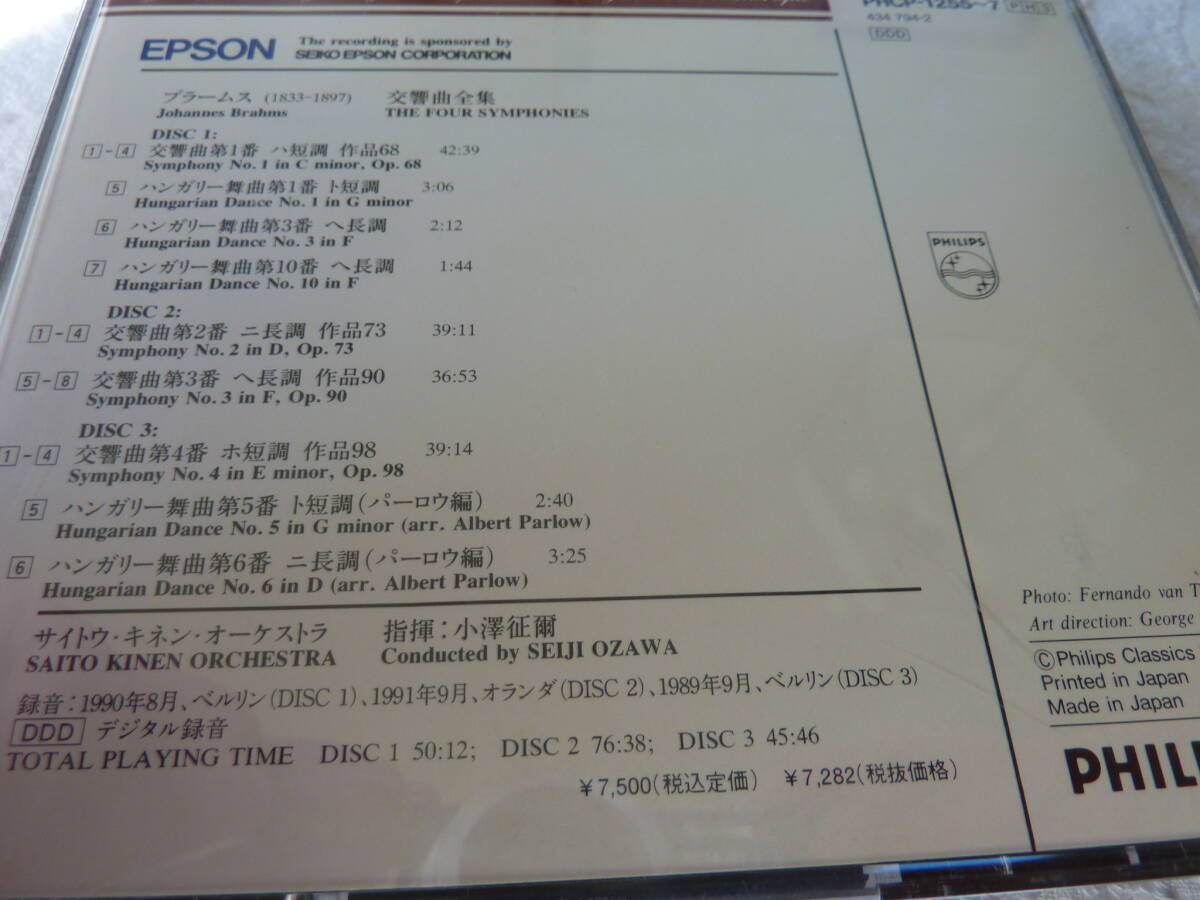 PHCP-1255~7 PH3
434 794-2
DDD
EPSON The recording is sponsored by
SEIKO EPSON CORPORATION
ブラームス (1833-1897) 交響曲全集
Johannes Brahms THE FOUR SYMPHONIES
DISC 1:
1-4 交響曲第1番 ハ短調 作品68 42:39
Symphony No. 1 in C minor, Op. 68
5 ハンガリー舞曲第1番 ト短調 3:06
Hungarian Dance No. 1 in G minor
6 ハンガリー舞曲第3番 ヘ長調 2:12
Hungarian Dance No. 3 in F
7 ハンガリー舞曲第10番 ヘ長調 1:44
Hungarian Dance No. 10 in F
DISC 2:
1-4 交響曲第2番 ニ長調 作品73 39:11
Symphony No. 2 in D, Op. 73
5-8 交響曲第3番 ヘ長調 作品90 36:53
Symphony No. 3 in F, Op. 90
DISC 3:
1-4 交響曲第4番 ホ短調 作品98 39:14
Symphony No. 4 in E minor, Op. 98
5 ハンガリー舞曲第5番 ト短調(パーロウ編) 2:40
Hungarian Dance No. 5 in G minor (arr. Albert Parlow)
6 ハンガリー舞曲第6番 ニ長調(パーロウ編) 3:25
Hungarian Dance No. 6 in D (arr. Albert Parlow)
サイトウ・キネン・オーケストラ 指揮:小澤征爾
SAITO KINEN ORCHESTRA Conducted by SEIJI OZAWA
録音:1990年8月、ベルリン(DISC 1)、1991年9月、オランダ(DISC 2)、1989年9月、ベルリン(DISC 3)
DDD デジタル録音
TOTAL PLAYING TIME DISC 1 50:12; DISC 2 76:38; DISC 3 45:46
¥7,500(税込定価) ¥7,282(税抜価格)
PHILIPS
Photo: Fernando van T
Art direction: George
©Philips Classics
Printed in Japan
Made in Japan
PHILI